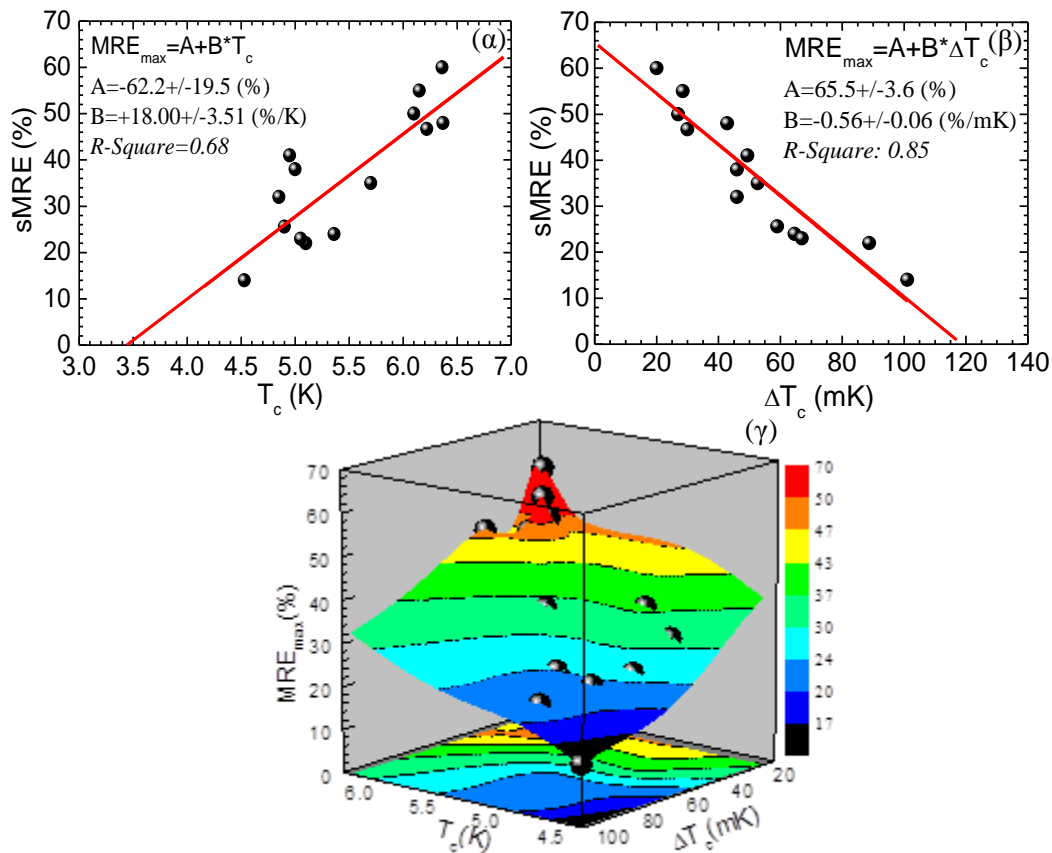 MRE_max=A+B*T_c
(α)
A=-62.2+/-19.5 (%)
B=+18.00+/-3.51 (%/K)
R-Square=0.68
sMRE (%)
70
60
50
40
30
20
10
0
3.0 3.5 4.0 4.5 5.0 5.5 6.0 6.5 7.0
T_c (K)
MRE_max=A+B*ΔT_c
(β)
A=65.5+/-3.6 (%)
B=-0.56+/-0.06 (%/mK)
R-Square: 0.85
sMRE (%)
70
60
50
40
30
20
10
0
0 20 40 60 80 100 120 140
ΔT_c (mK)
(γ)
MRE_max(%)
70
60
50
40
30
20
10
0
6.0 5.5 5.0 4.5
T_c(K)
100 80 60 40 20
ΔT_c(mK)
70
50
47
43
37
30
24
20
17